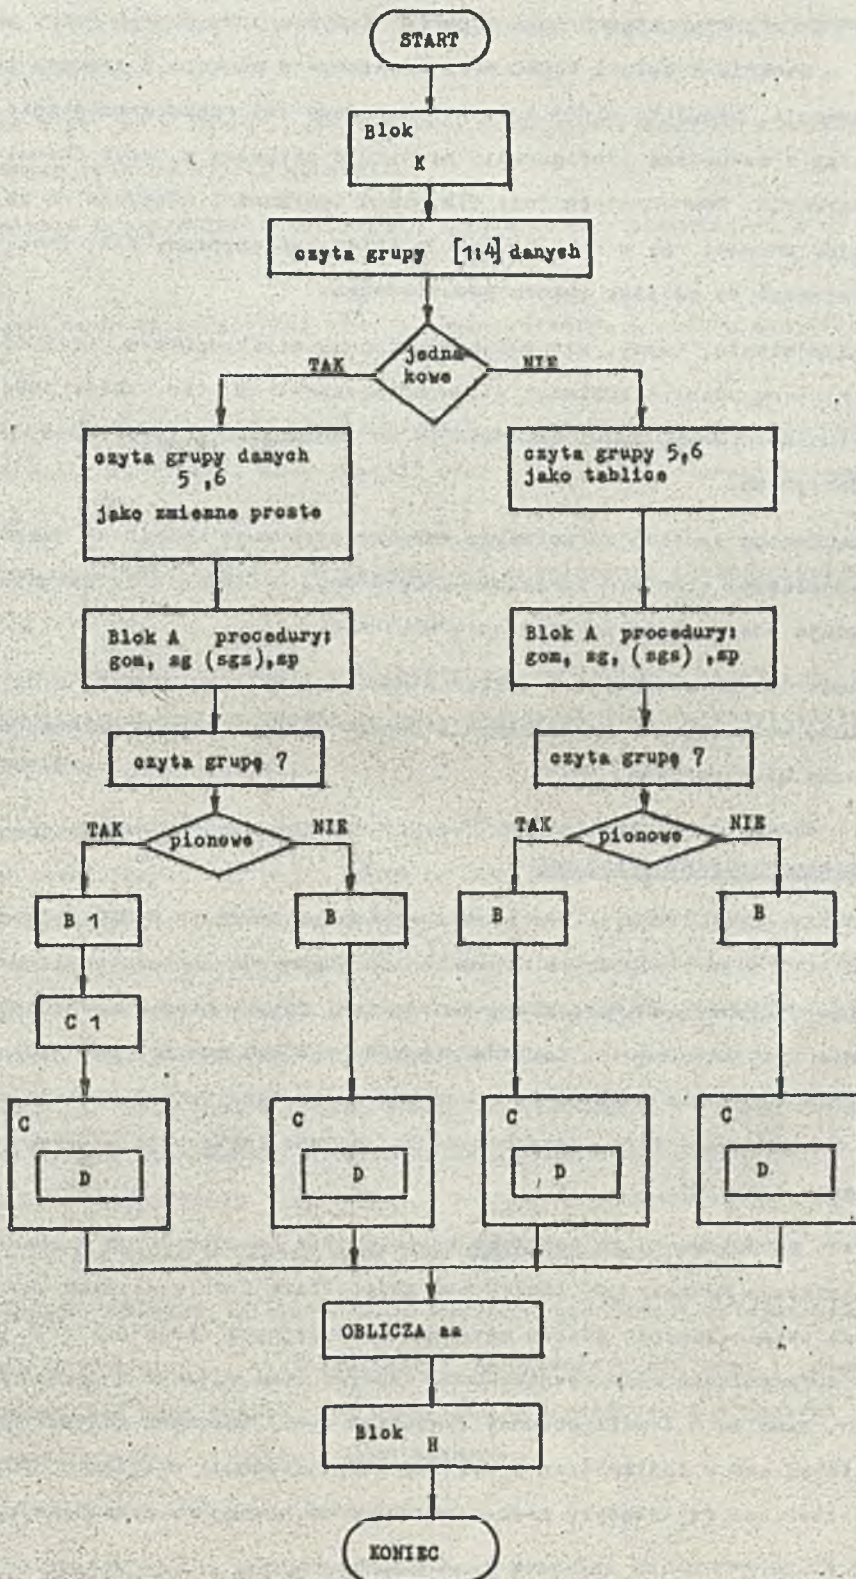 START
Blok
K
czyta grupy [1:4] danych
jedna-
kowe
TAK
NIE
czyta grupy danych
5 ,6
jako zmienne proste
czyta grupy 5,6
jako tablice
Blok A procedury:
gom, sg (sgs),sp
Blok A procedury:
gom, sg, (sgs) ,sp
czyta grupę 7
czyta grupę 7
TAK
pionowe
NIE
TAK
pionowe
NIE
B 1
B
B
B
C 1
C
D
C
D
C
D
C
D
OBLICZA
Blok
H
KONIEC